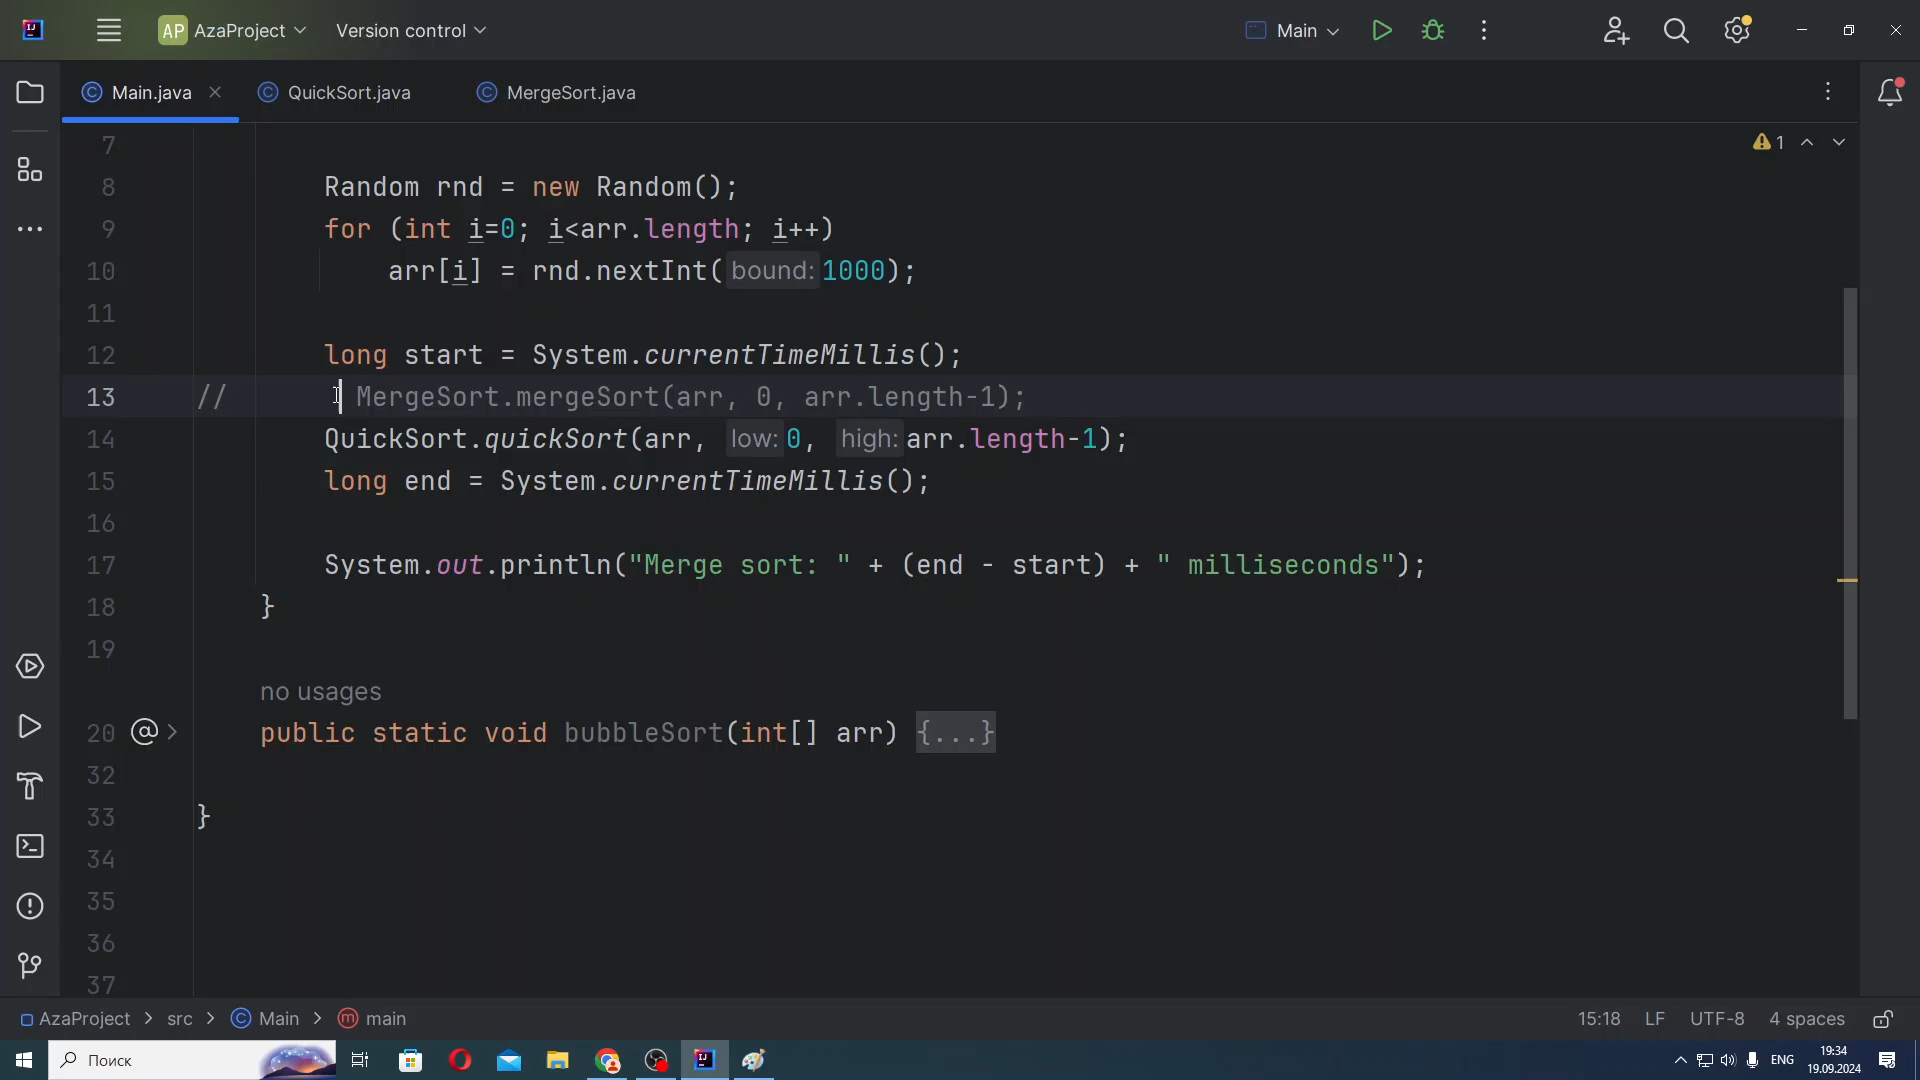 AP AzaProject Version control Main
Main.java QuickSort.java MergeSort.java
7
1
8 Random rnd = new Random();
9 for (int i=0; i<arr.length; i++)
10 arr[i] = rnd.nextInt( bound: 1000);
11
12 long start = System.currentTimeMillis();
13 // MergeSort.mergeSort(arr, 0, arr.length-1);
14 QuickSort.quickSort(arr, low: 0, high: arr.length-1);
15 long end = System.currentTimeMillis();
16
17 System.out.println("Merge sort: " + (end - start) + " milliseconds");
18 }
19
no usages
20 public static void bubbleSort(int[] arr) {...}
32
33 }
34
35
36
37
AzaProject > src > Main > main 15:18 LF UTF-8 4 spaces
Поиск ENG 19:34
19.09.2024